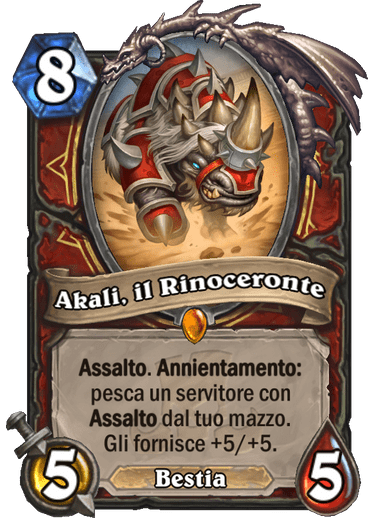 8
Akali, il Rinoceronte
Assalto. Annientamento:
pesca un servitore con
Assalto dal tuo mazzo.
Gli fornisce +5/+5.
5
Bestia
5